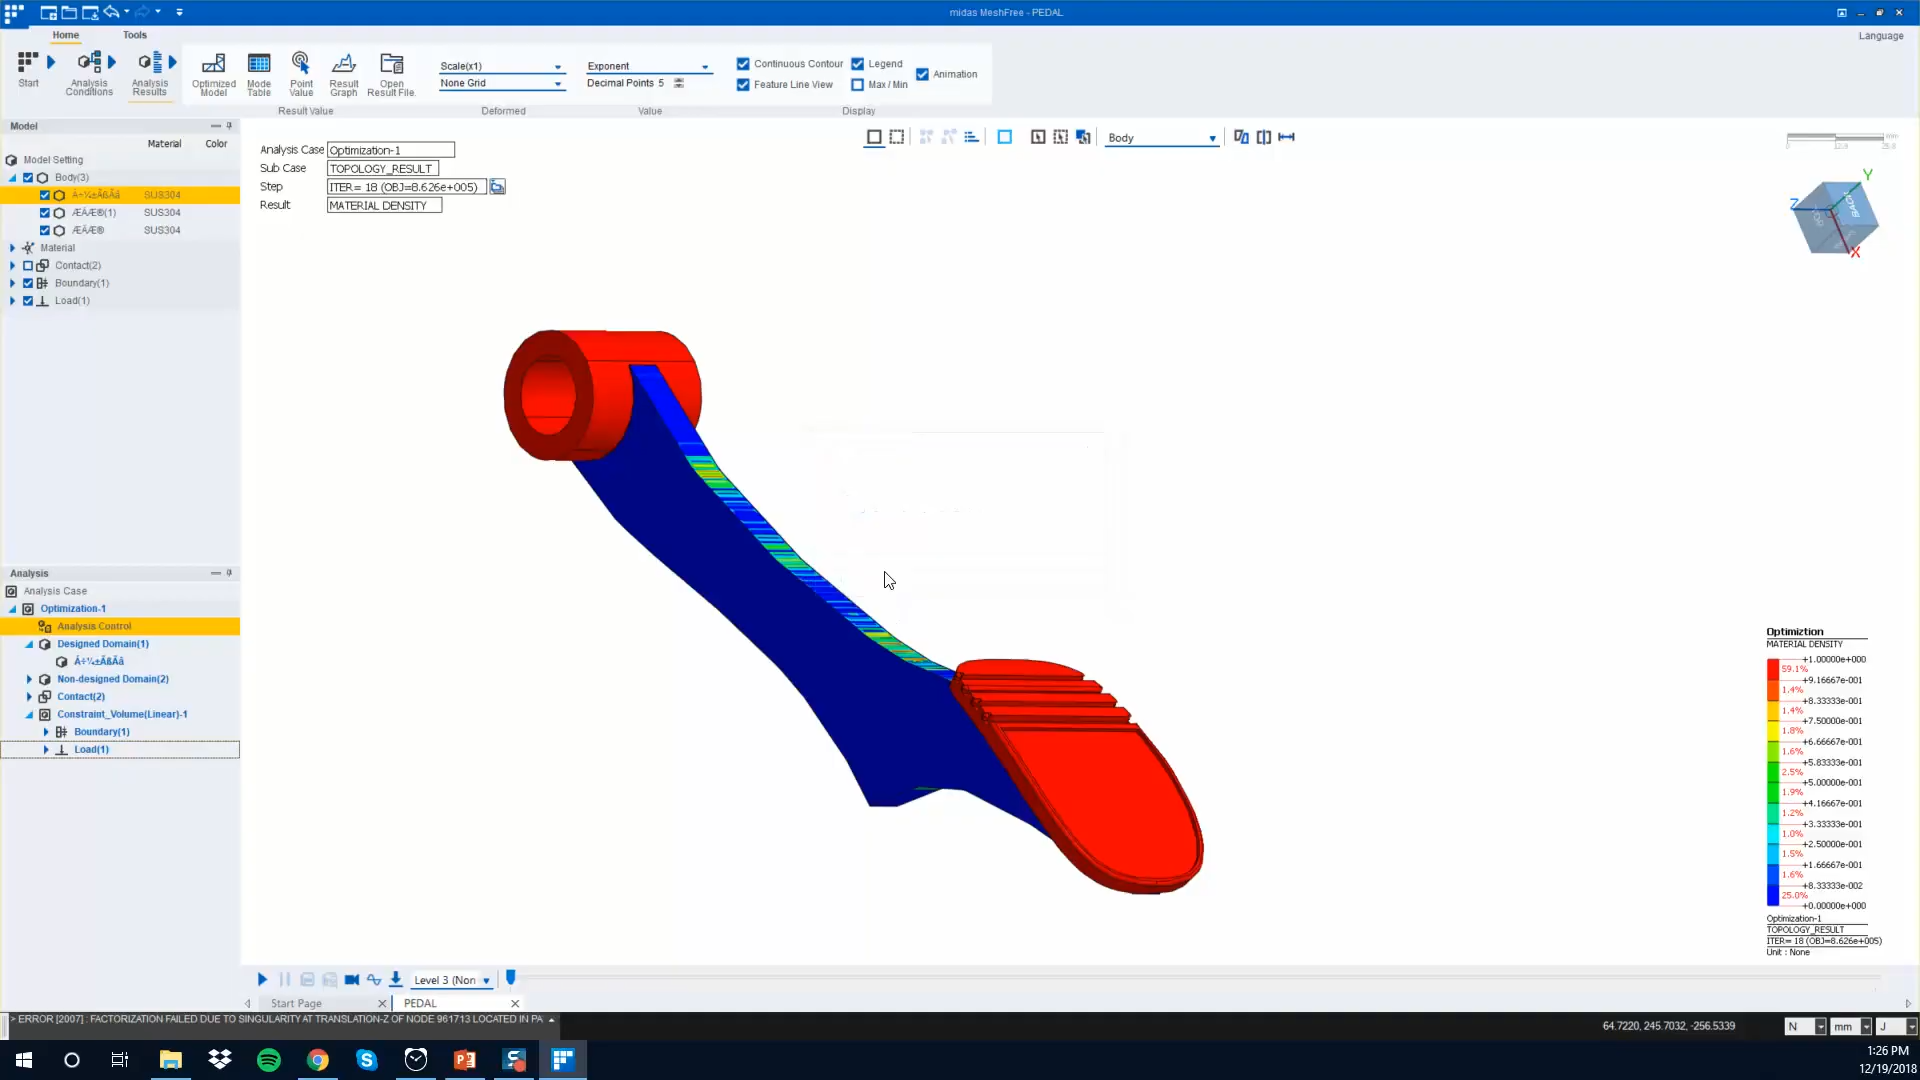 midas MeshFree - PEDAL
Home
Tools
Language
Start
Analysis Conditions
Analysis Results
Optimized Model
Mode Table
Point Value
Result Graph
Open Result File.
Scale(x1)
None Grid
Exponent
Decimal Points 5
Continuous Contour
Legend
Feature Line View
Max / Min
Animation
Result Value
Deformed
Value
Display
Model
Material
Color
Model Setting
Body(3)
Á÷¼±ÃßÃâ SUS304
ÆÄÆ®(1) SUS304
ÆÄÆ® SUS304
Material
Contact(2)
Boundary(1)
Load(1)
Analysis
Analysis Case
Optimization-1
Analysis Control
Designed Domain(1)
Á÷¼±ÃßÃâ
Non-designed Domain(2)
Contact(2)
Constraint_Volume(Linear)-1
Boundary(1)
Load(1)
Analysis Case Optimization-1
Sub Case TOPOLOGY_RESULT
Step ITER= 18 (OBJ=8.626e+005)
Result MATERIAL DENSITY
Body
Y
Z
X
BACK
Optimiztion
MATERIAL DENSITY
+1.00000e+000
59.1%
+9.16667e-001
1.4%
+8.33333e-001
1.4%
+7.50000e-001
1.8%
+6.66667e-001
1.6%
+5.83333e-001
2.5%
+5.00000e-001
1.9%
+4.16667e-001
1.2%
+3.33333e-001
1.0%
+2.50000e-001
1.5%
+1.66667e-001
1.6%
+8.33333e-002
25.0%
+0.00000e+000
Optimization-1
TOPOLOGY_RESULT
ITER= 18 (OBJ=8.626e+005)
Unit : None
Level 3 (Non
Start Page
PEDAL
> ERROR [2007] : FACTORIZATION FAILED DUE TO SINGULARITY AT TRANSLATION-Z OF NODE 961713 LOCATED IN PA
64.7220, 245.7032, -256.5339
N
mm
J
1:26 PM
12/19/2018